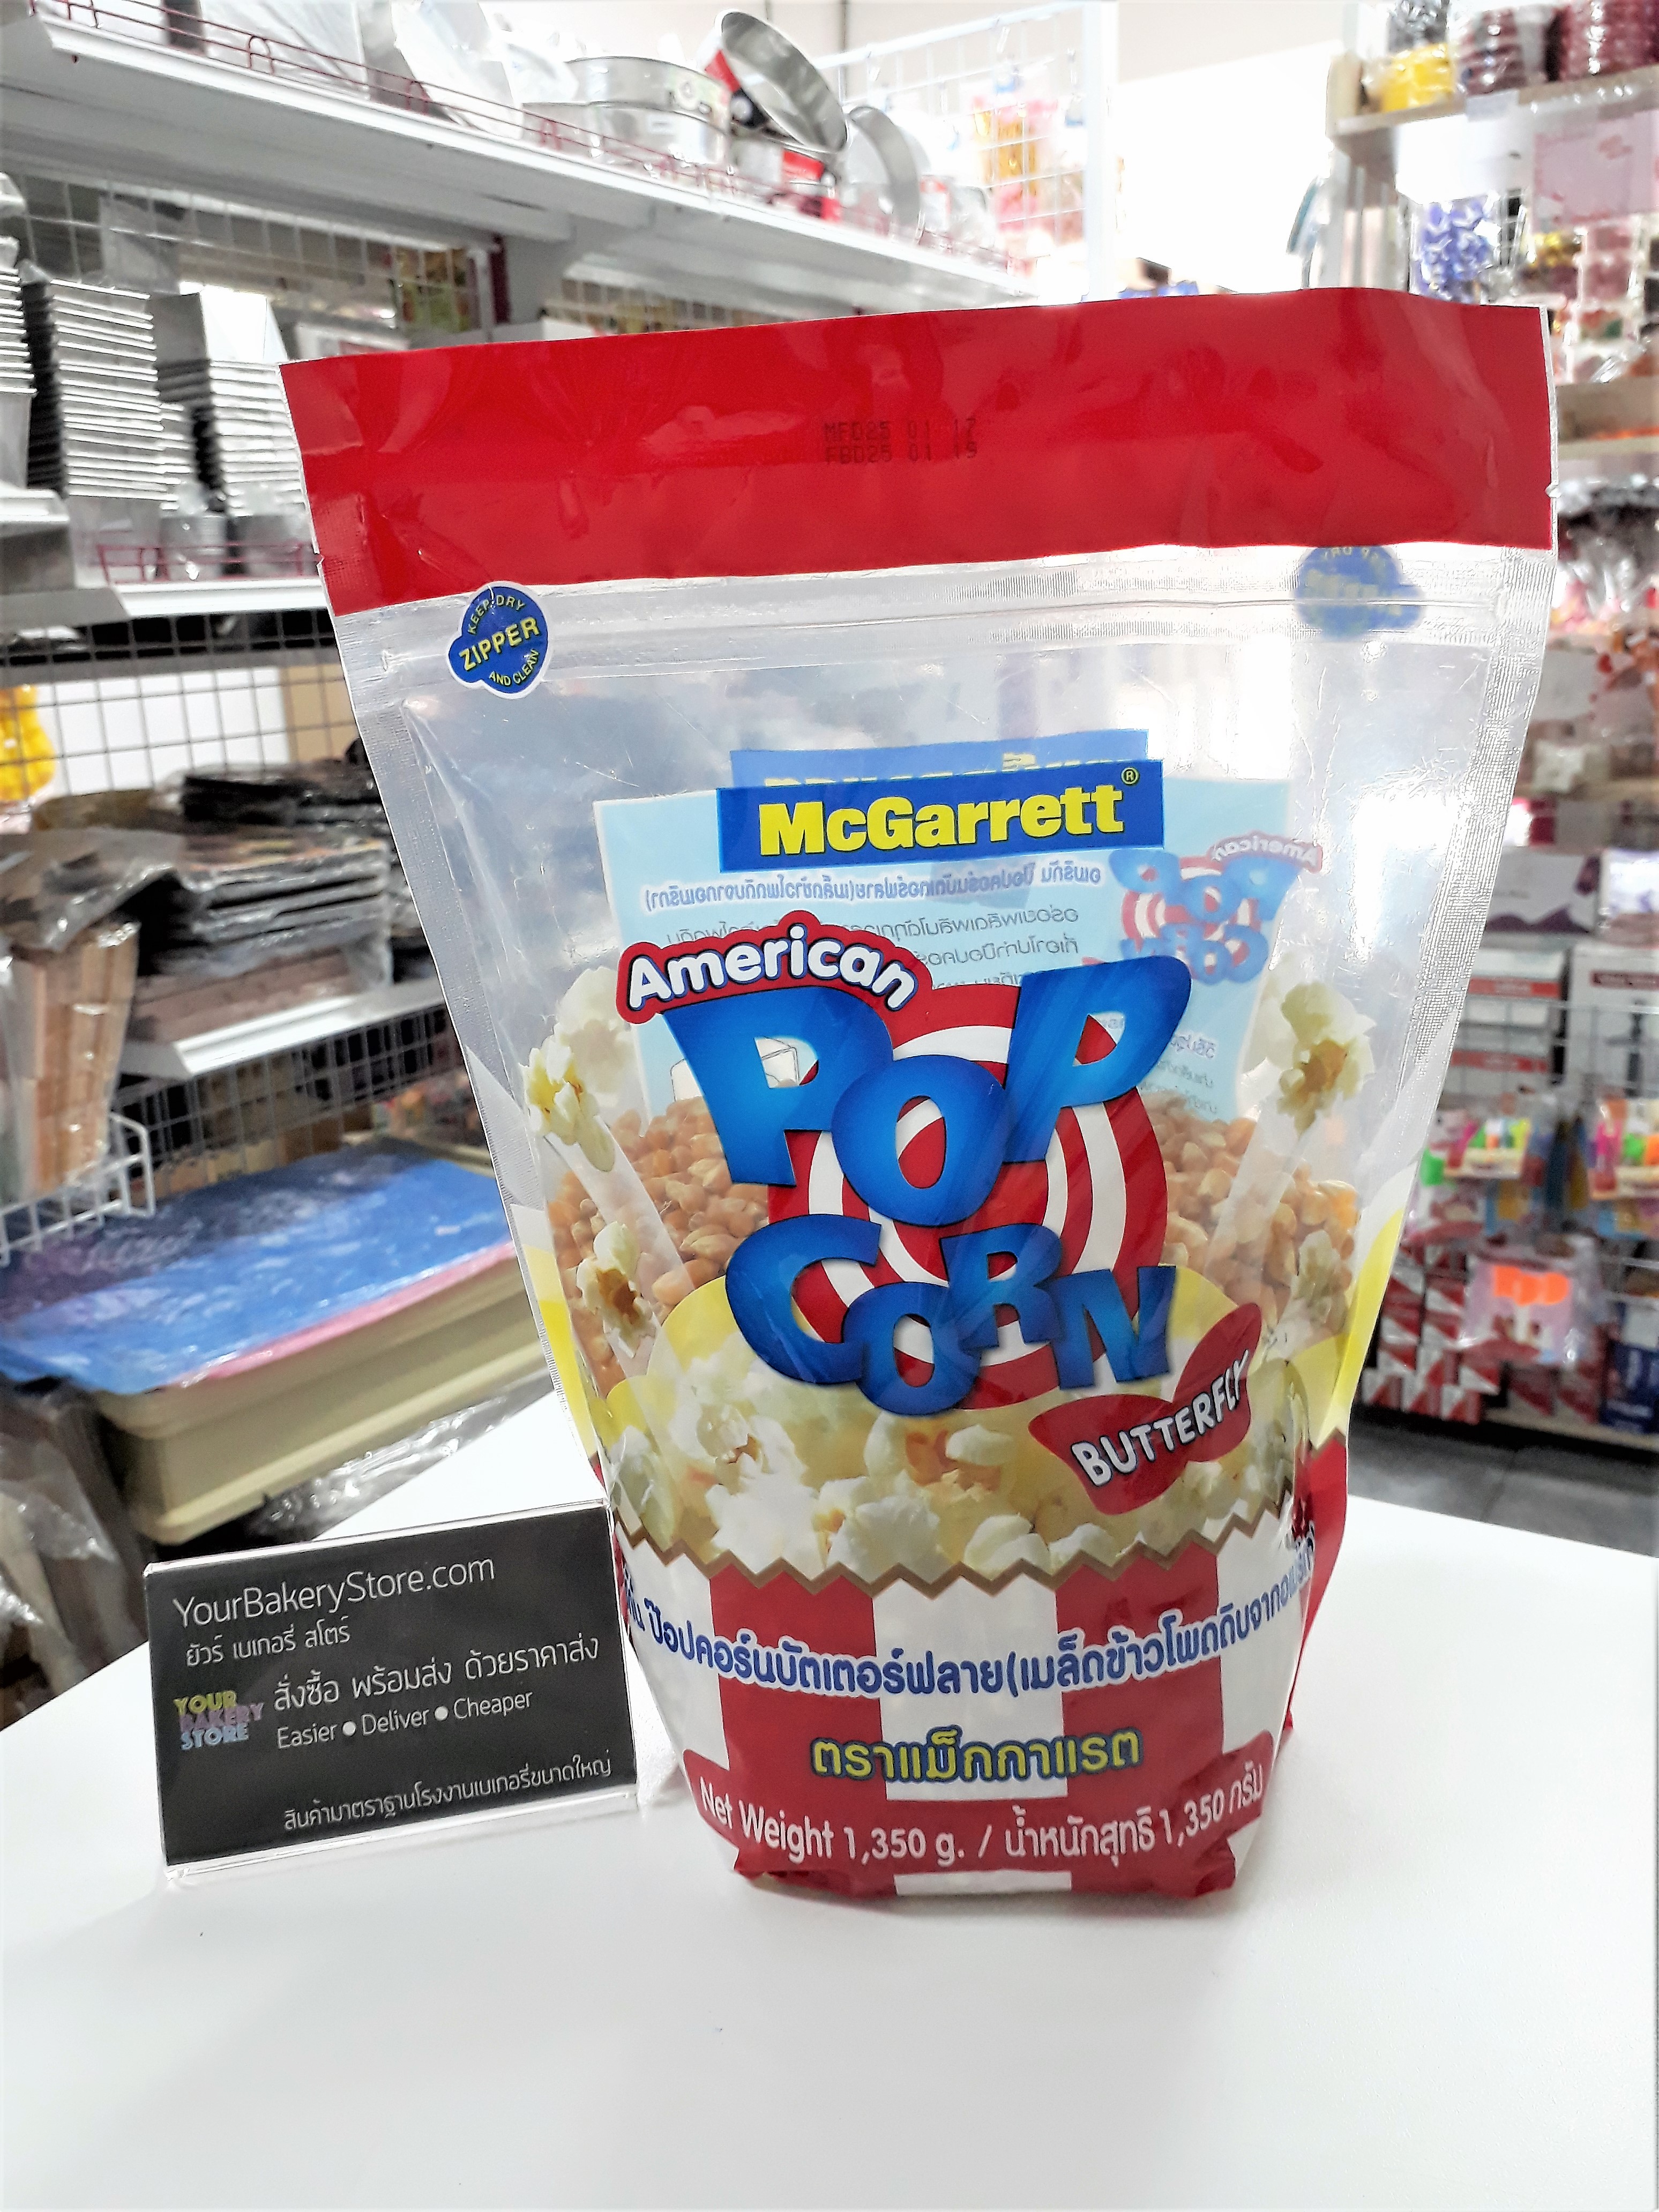 MFD25 01 17
FBD25 01 19
KEEP DRY
ZIPPER
AND CLEAN
McGarrett®
American
POP
CORN
BUTTERFLY
ป๊อปคอร์นบัตเตอร์ฟลาย(เมล็ดข้าวโพดดิบจากอเมริกา)
ตราแม็กกาแรต
Net Weight 1,350 g. / น้ำหนักสุทธิ 1,350 กรัม
YourBakeryStore.com
ยัวร์ เบเกอรี่ สโตร์
สั่งซื้อ พร้อมส่ง ด้วยราคาส่ง
YOUR
BAKERY
STORE
Easier ● Deliver ● Cheaper
สินค้ามาตราฐานโรงงานเบเกอรี่ขนาดใหญ่